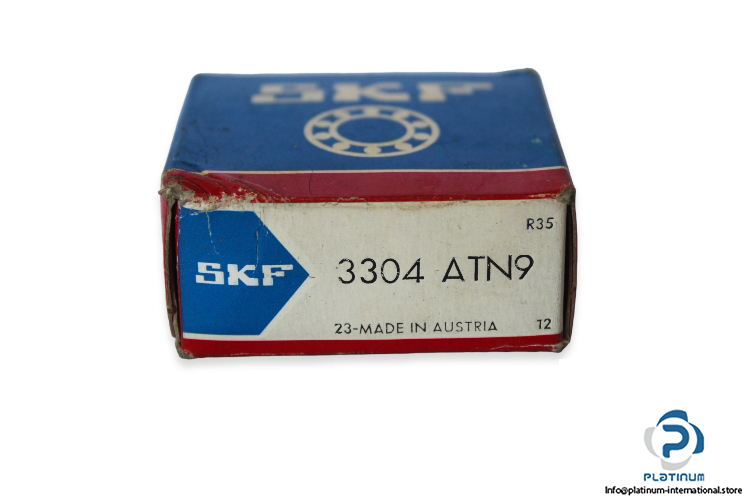 SKF
R35
SKF
3304 ATN9
23-MADE IN AUSTRIA 12
PLATINUM
Info@platinum-international.store